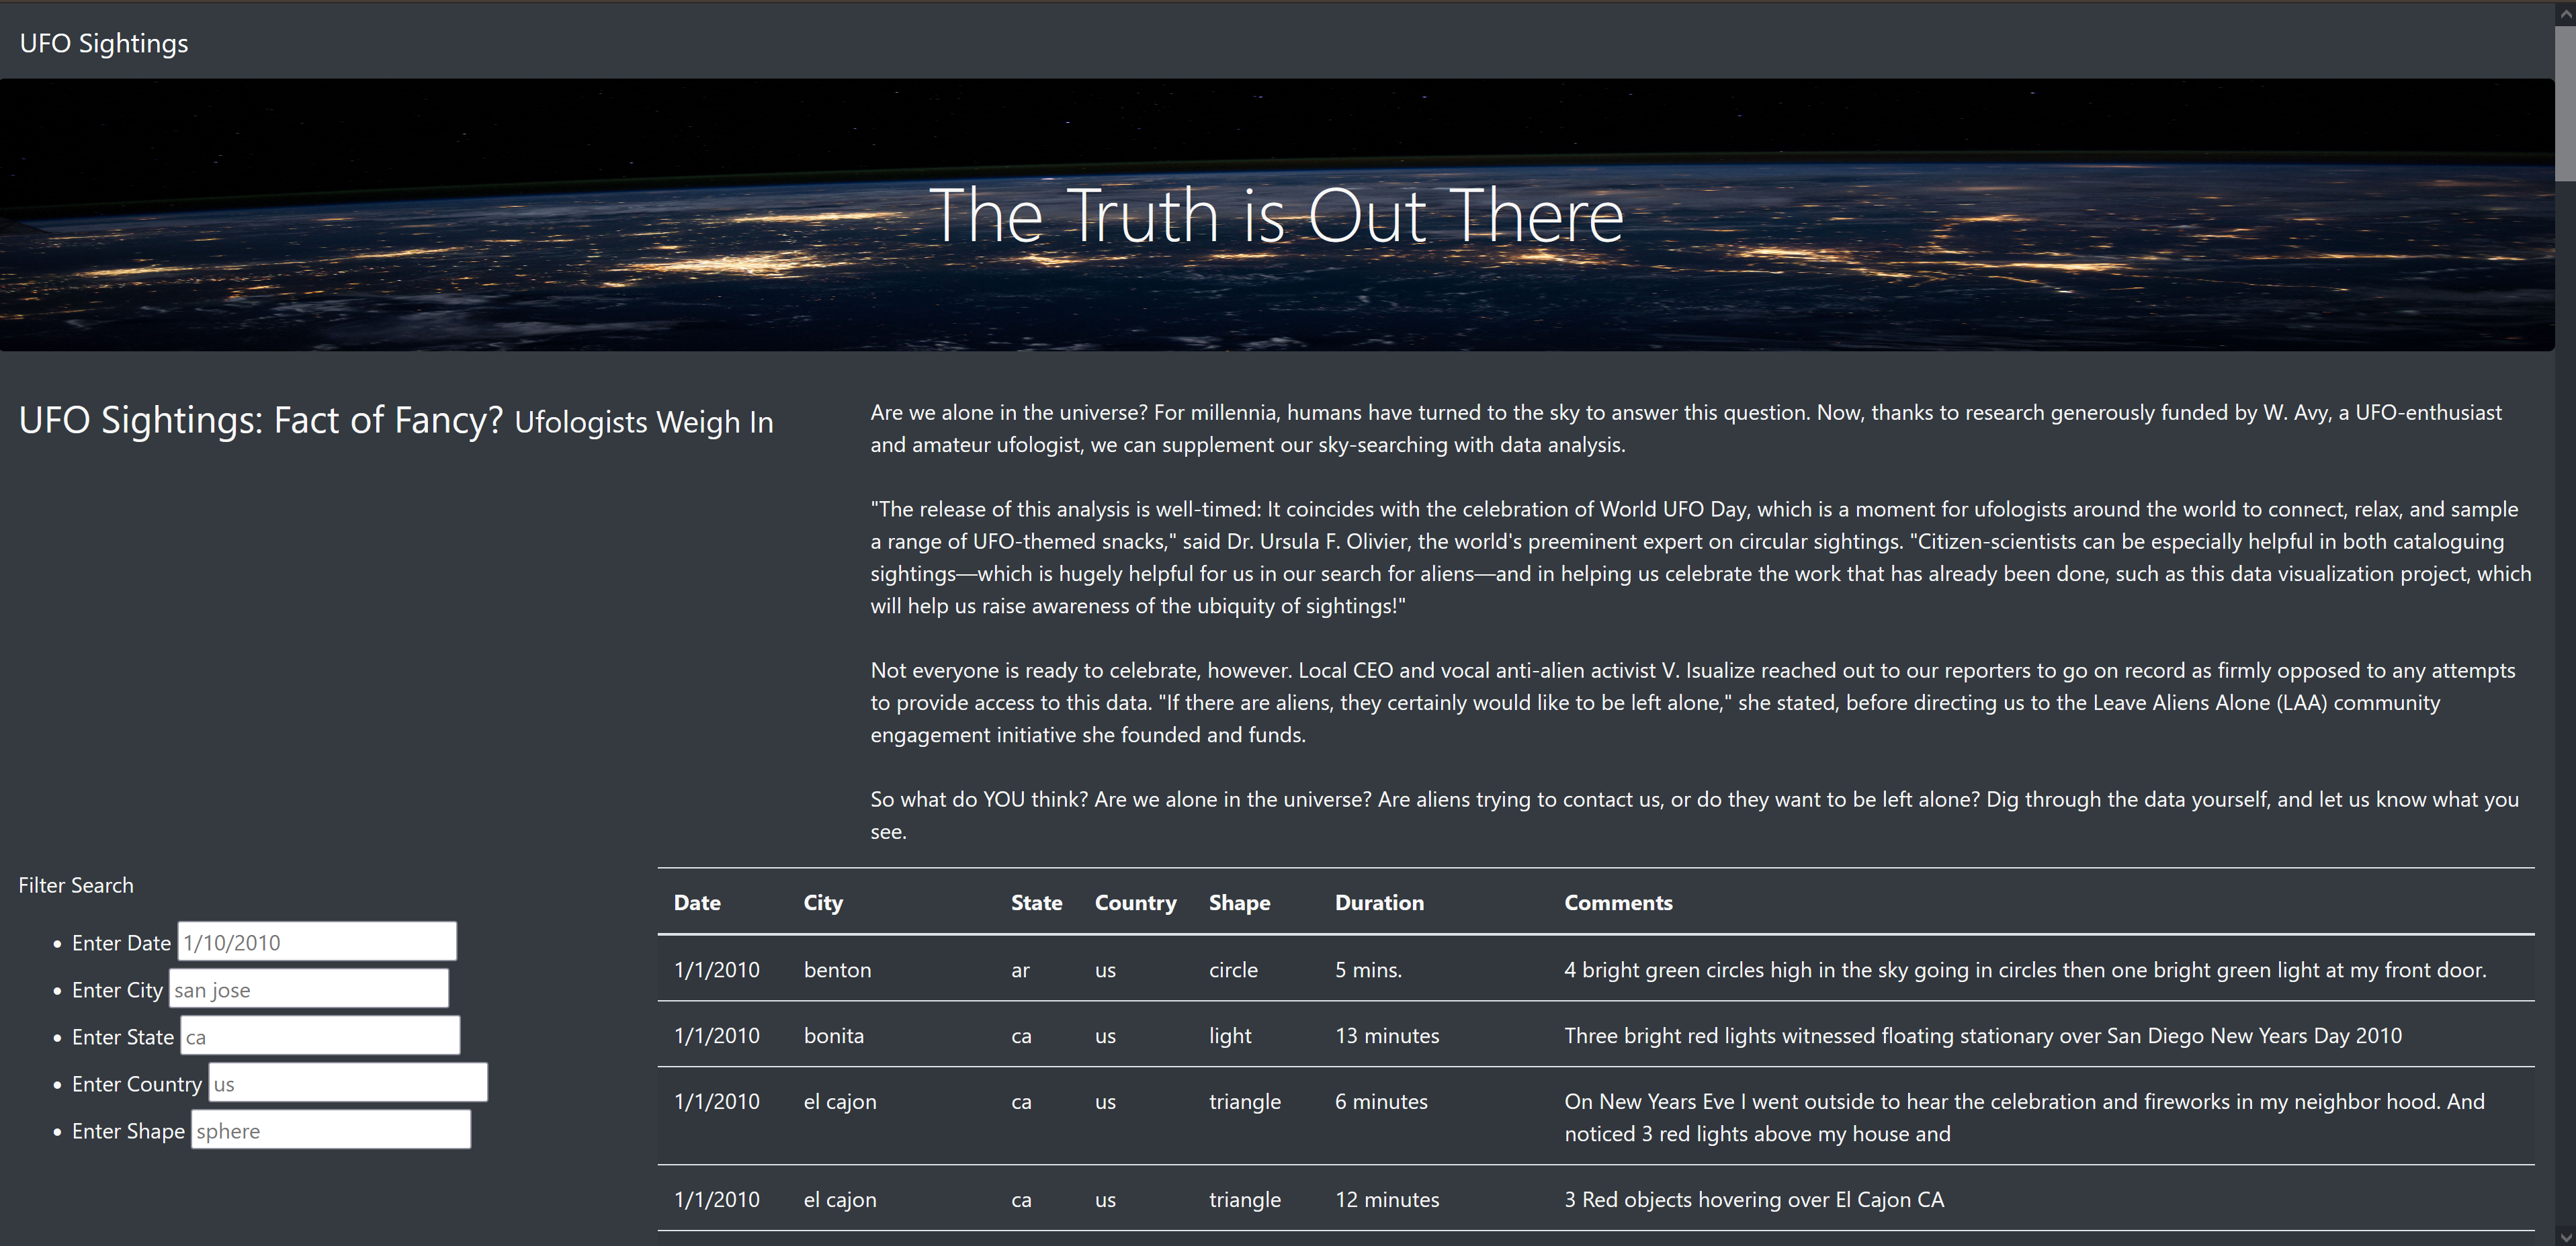 UFO Sightings
The Truth is Out There
UFO Sightings: Fact of Fancy? Ufologists Weigh In
Are we alone in the universe? For millennia, humans have turned to the sky to answer this question. Now, thanks to research generously funded by W. Avy, a UFO-enthusiast
and amateur ufologist, we can supplement our sky-searching with data analysis.
"The release of this analysis is well-timed: It coincides with the celebration of World UFO Day, which is a moment for ufologists around the world to connect, relax, and sample
a range of UFO-themed snacks," said Dr. Ursula F. Olivier, the world's preeminent expert on circular sightings. "Citizen-scientists can be especially helpful in both cataloguing
sightings—which is hugely helpful for us in our search for aliens—and in helping us celebrate the work that has already been done, such as this data visualization project, which
will help us raise awareness of the ubiquity of sightings!"
Not everyone is ready to celebrate, however. Local CEO and vocal anti-alien activist V. Isualize reached out to our reporters to go on record as firmly opposed to any attempts
to provide access to this data. "If there are aliens, they certainly would like to be left alone," she stated, before directing us to the Leave Aliens Alone (LAA) community
engagement initiative she founded and funds.
So what do YOU think? Are we alone in the universe? Are aliens trying to contact us, or do they want to be left alone? Dig through the data yourself, and let us know what you
see.
Filter Search
Enter Date 1/10/2010
Enter City san jose
Enter State ca
Enter Country us
Enter Shape sphere
Date City State Country Shape Duration Comments
1/1/2010 benton ar us circle 5 mins. 4 bright green circles high in the sky going in circles then one bright green light at my front door.
1/1/2010 bonita ca us light 13 minutes Three bright red lights witnessed floating stationary over San Diego New Years Day 2010
1/1/2010 el cajon ca us triangle 6 minutes On New Years Eve I went outside to hear the celebration and fireworks in my neighbor hood. And
noticed 3 red lights above my house and
1/1/2010 el cajon ca us triangle 12 minutes 3 Red objects hovering over El Cajon CA